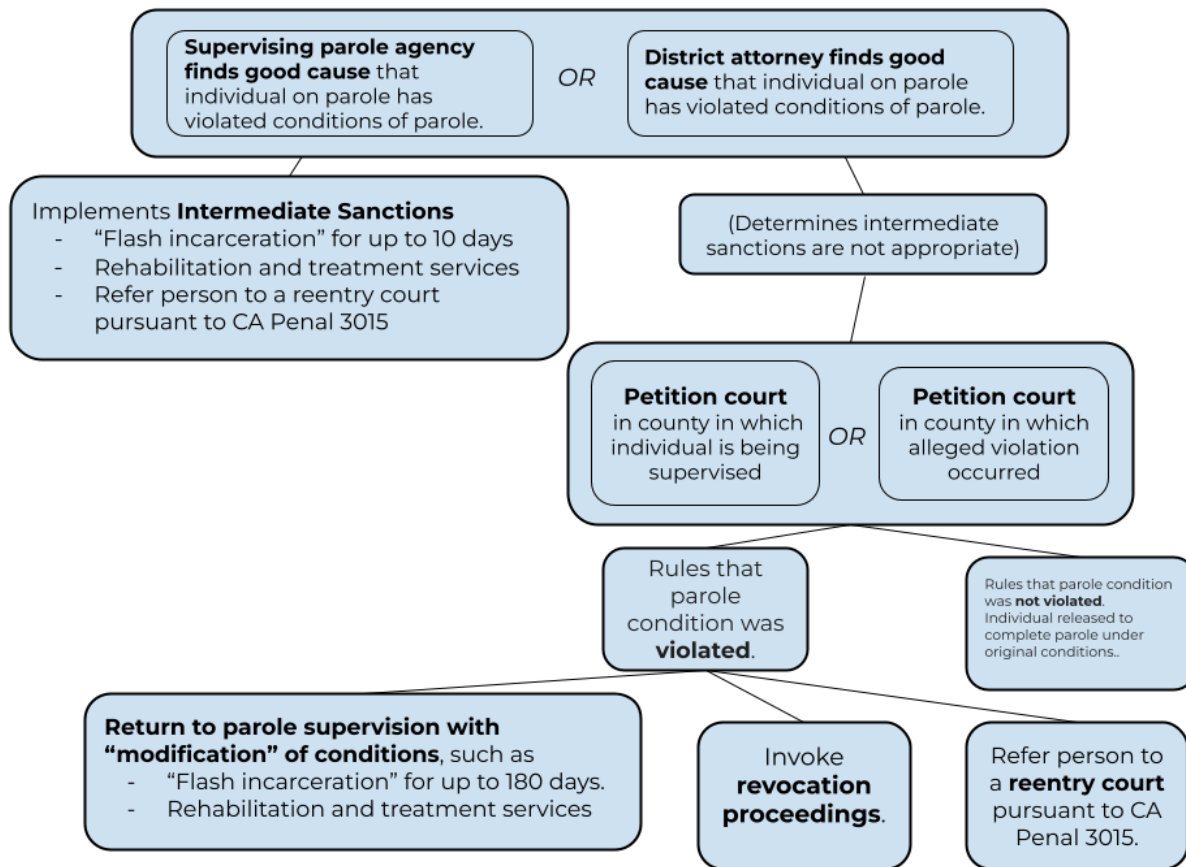 Supervising parole agency
finds good cause that
individual on parole has
violated conditions of parole.
OR
District attorney finds good
cause that individual on parole
has violated conditions of parole.
Implements Intermediate Sanctions
- “Flash incarceration” for up to 10 days
- Rehabilitation and treatment services
- Refer person to a reentry court
pursuant to CA Penal 3015
(Determines intermediate
sanctions are not appropriate)
Petition court
in county in which
individual is being
supervised
OR
Petition court
in county in which
alleged violation
occurred
Rules that
parole
condition was
violated.
Rules that parole condition
was not violated.
Individual released to
complete parole under
original conditions..
Return to parole supervision with
“modification” of conditions, such as
- “Flash incarceration” for up to 180 days.
- Rehabilitation and treatment services
Invoke
revocation
proceedings.
Refer person to
a reentry court
pursuant to CA
Penal 3015.